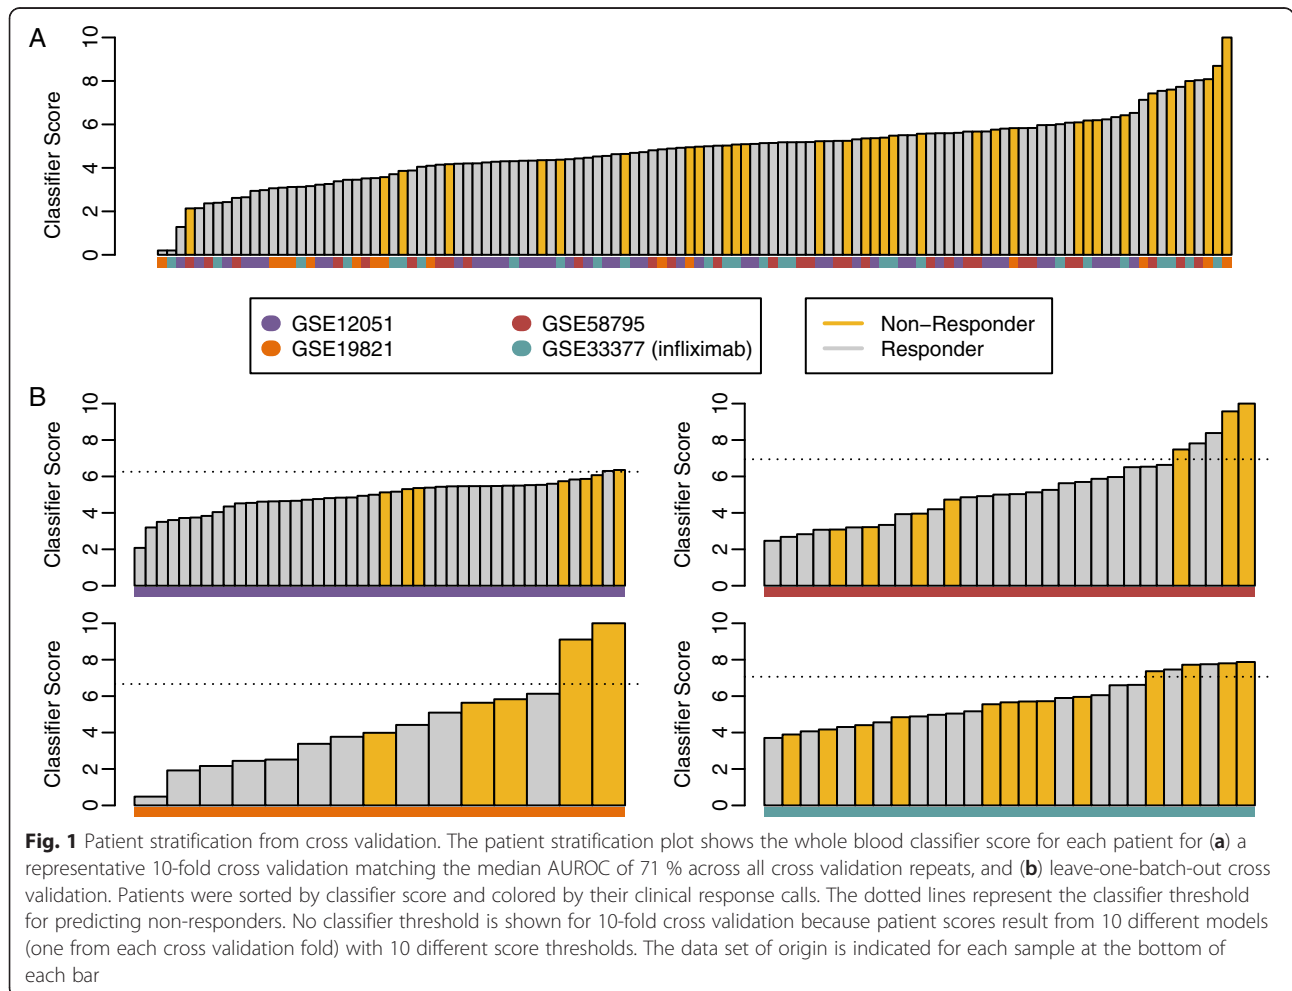 A
Classifier Score
0 2 4 6 8 10
GSE12051
GSE19821
GSE58795
GSE33377 (infliximab)
Non−Responder
Responder
B
Classifier Score
0 2 4 6 8 10
Classifier Score
0 2 4 6 8 10
Classifier Score
0 2 4 6 8 10
Classifier Score
0 2 4 6 8 10
Fig. 1 Patient stratification from cross validation. The patient stratification plot shows the whole blood classifier score for each patient for (a) a
representative 10-fold cross validation matching the median AUROC of 71 % across all cross validation repeats, and (b) leave-one-batch-out cross
validation. Patients were sorted by classifier score and colored by their clinical response calls. The dotted lines represent the classifier threshold
for predicting non-responders. No classifier threshold is shown for 10-fold cross validation because patient scores result from 10 different models
(one from each cross validation fold) with 10 different score thresholds. The data set of origin is indicated for each sample at the bottom of
each bar